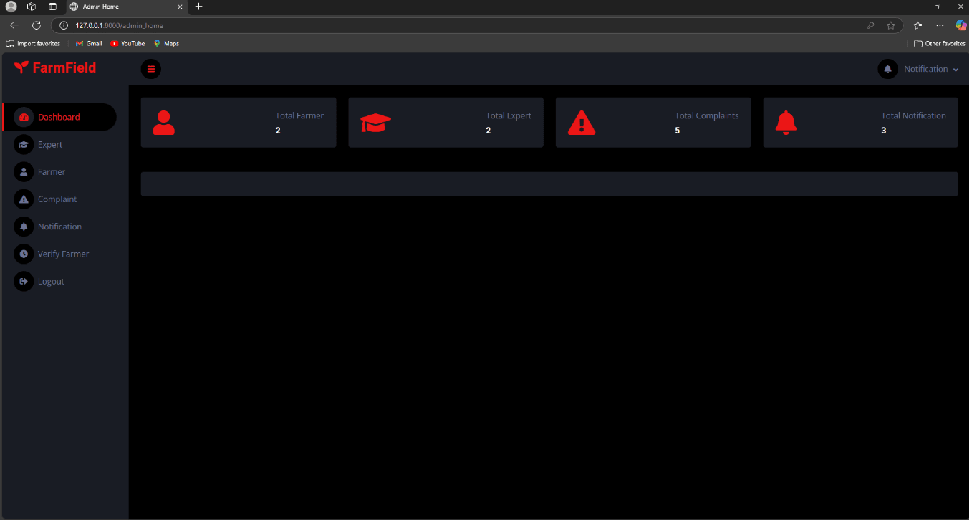 Admin Home
127.0.0.1:8000/admin_home
Import favorites
Gmail
YouTube
Maps
Other favorites
FarmField
Notification
Dashboard
Expert
Farmer
Complaint
Notification
Verify Farmer
Logout
Total Farmer
2
Total Expert
2
Total Complaints
5
Total Notification
3